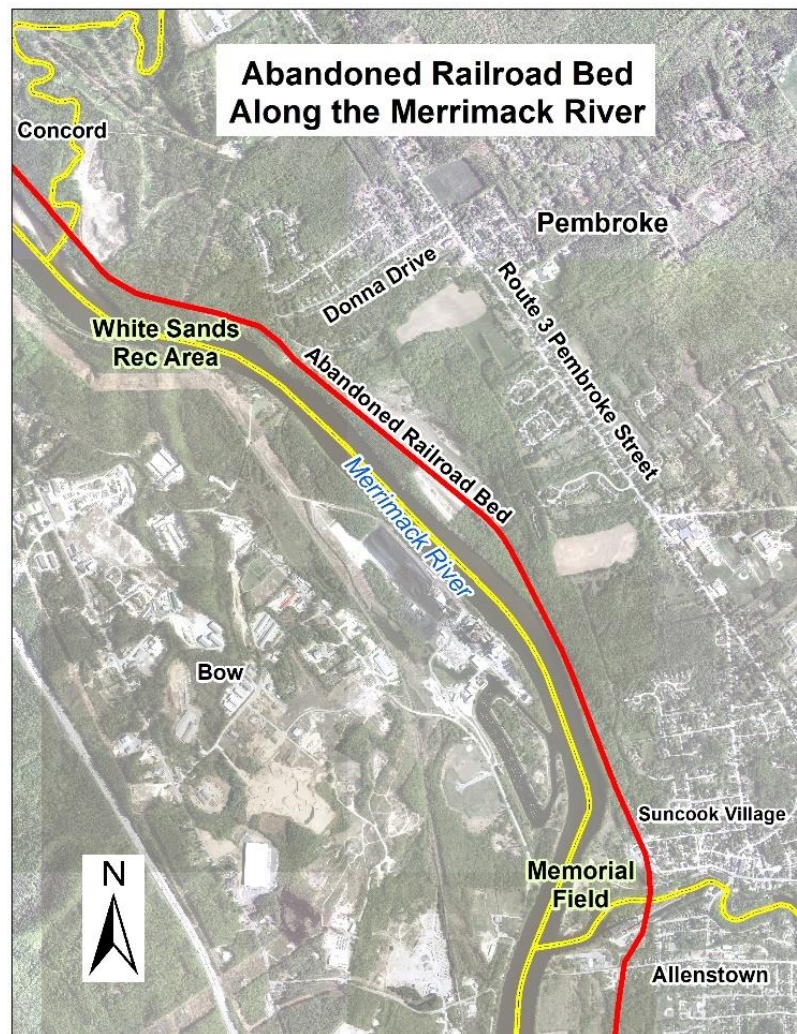 Abandoned Railroad Bed
Along the Merrimack River
Concord
Pembroke
Donna Drive
Route 3 Pembroke Street
White Sands
Rec Area
Abandoned Railroad Bed
Merrimack River
Bow
Suncook Village
Memorial
Field
N
Allenstown